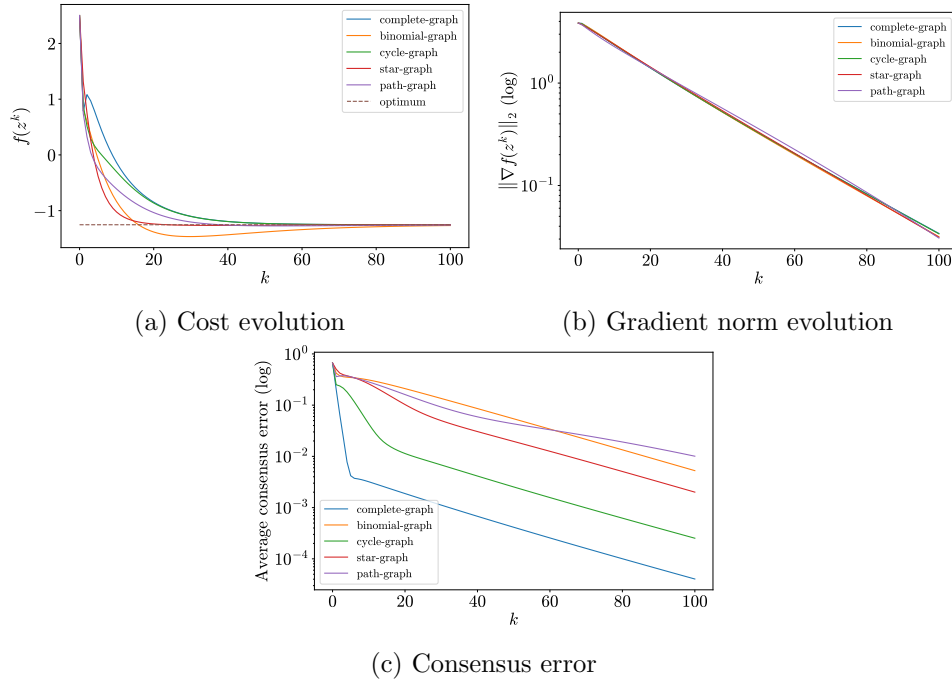 2
1
0
−1
f(z^k)
complete-graph
binomial-graph
cycle-graph
star-graph
path-graph
optimum
0 20 40 60 80 100
k
(a) Cost evolution
10^0
10^{-1}
‖∇f(z^k)‖_2 (log)
complete-graph
binomial-graph
cycle-graph
star-graph
path-graph
0 20 40 60 80 100
k
(b) Gradient norm evolution
10^0
10^{-1}
10^{-2}
10^{-3}
10^{-4}
Average consensus error (log)
complete-graph
binomial-graph
cycle-graph
star-graph
path-graph
0 20 40 60 80 100
k
(c) Consensus error